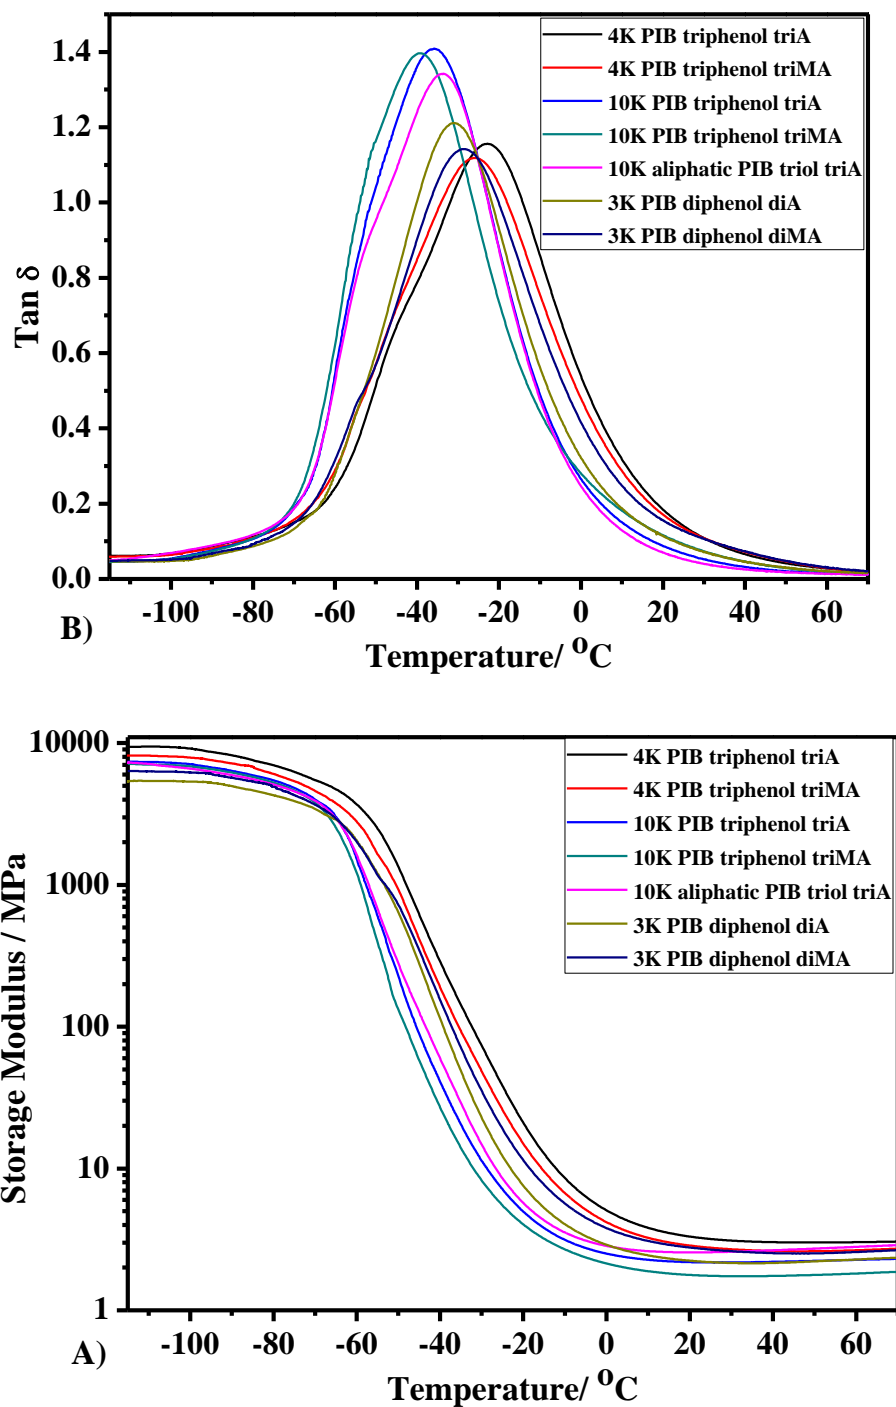 1.4
1.2
1.0
0.8
0.6
0.4
0.2
0.0
Tan δ
4K PIB triphenol triA
4K PIB triphenol triMA
10K PIB triphenol triA
10K PIB triphenol triMA
10K aliphatic PIB triol triA
3K PIB diphenol diA
3K PIB diphenol diMA
-100 -80 -60 -40 -20 0 20 40 60
B)
Temperature/ °C
10000
1000
100
10
1
Storage Modulus / MPa
4K PIB triphenol triA
4K PIB triphenol triMA
10K PIB triphenol triA
10K PIB triphenol triMA
10K aliphatic PIB triol triA
3K PIB diphenol diA
3K PIB diphenol diMA
-100 -80 -60 -40 -20 0 20 40 60
A)
Temperature/ °C